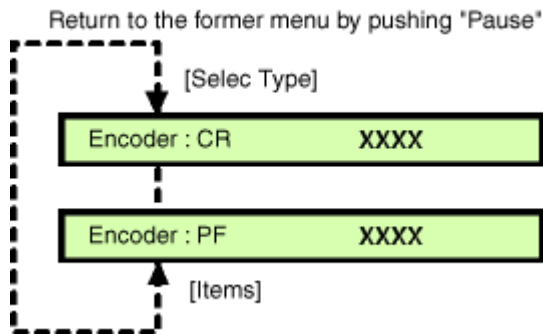 Return to the former menu by pushing "Pause"
[Selec Type]
Encoder : CR XXXX
Encoder : PF XXXX
[Items]